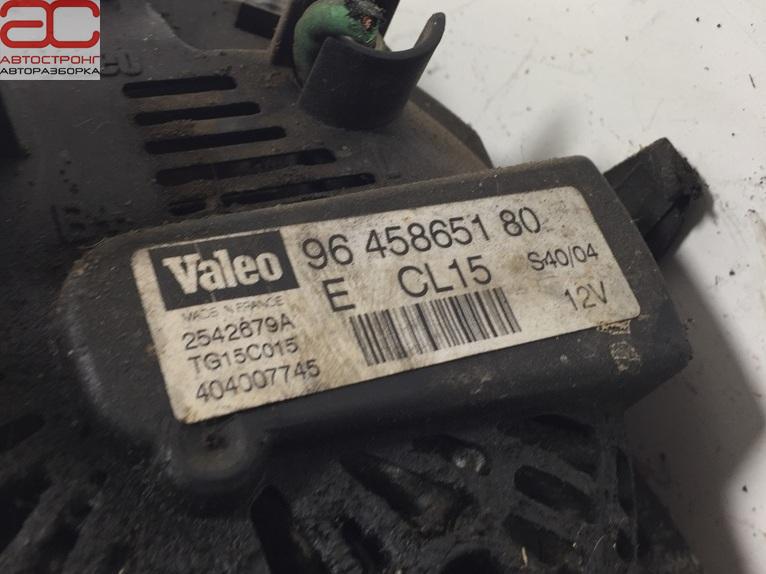 АС
АВТОСТРОНГ
АВТОРАЗБОРКА
Valeo
96 458651 80
E CL15 S40/04
MADE IN FRANCE
12V
2542679A
TG15C015
404007745